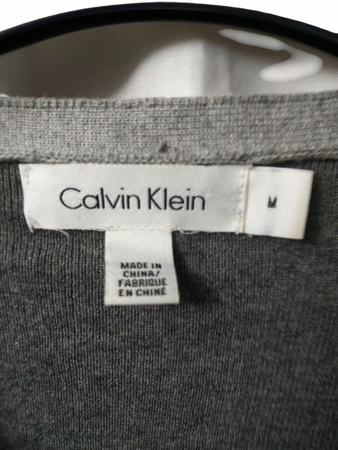 Calvin Klein
M
MADE IN
CHINA/
FABRIQUE
EN CHINE